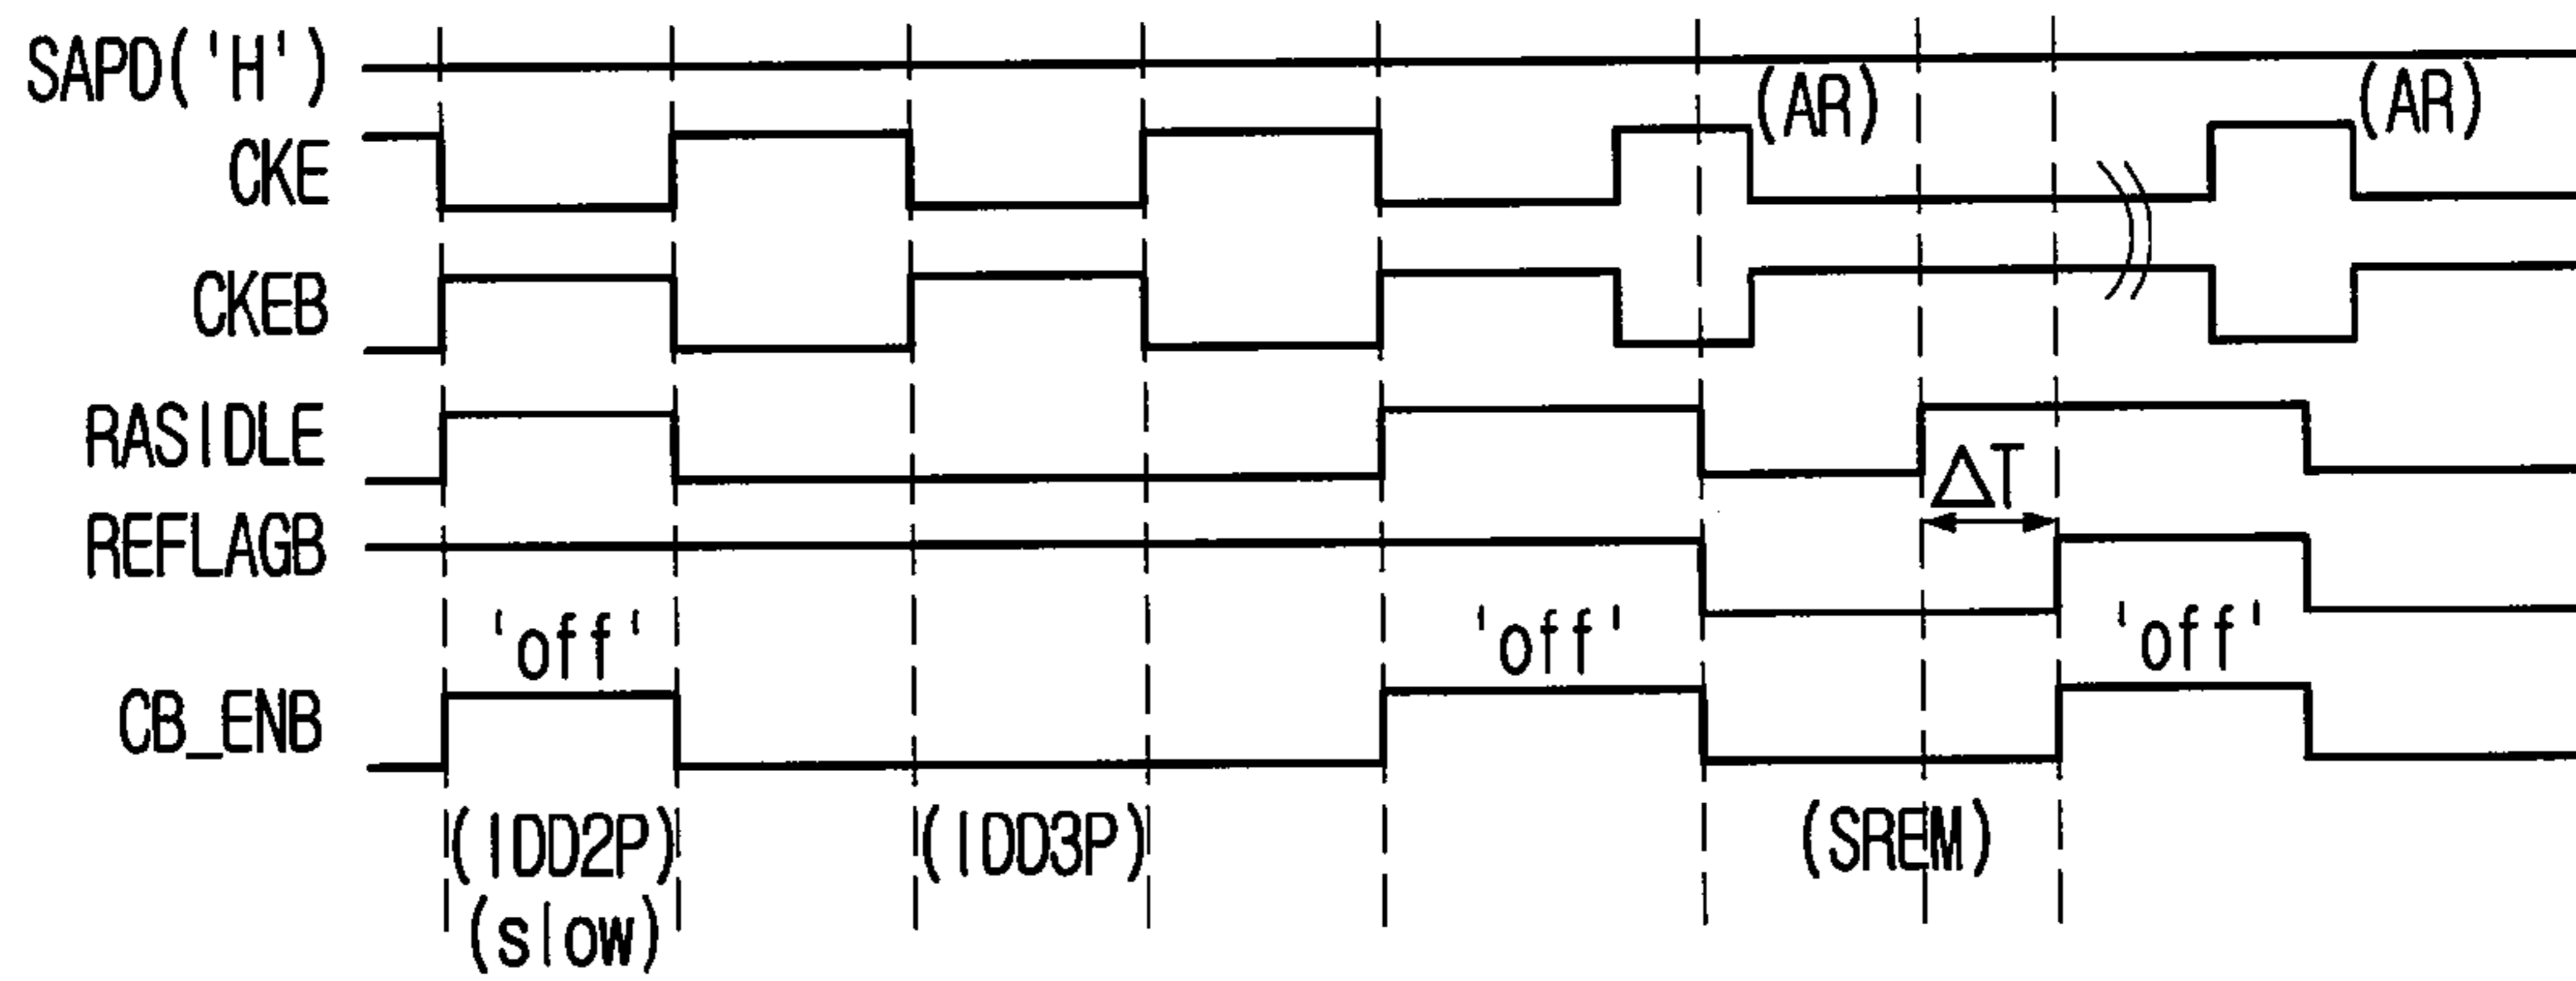 SAPD('H')
(AR)
(AR)
CKE
CKEB
RASIDLE
ΔT
REFLAGB
'off'
'off'
'off'
CB_ENB
(IDD2P)
(IDD3P)
(SREM)
(slow)